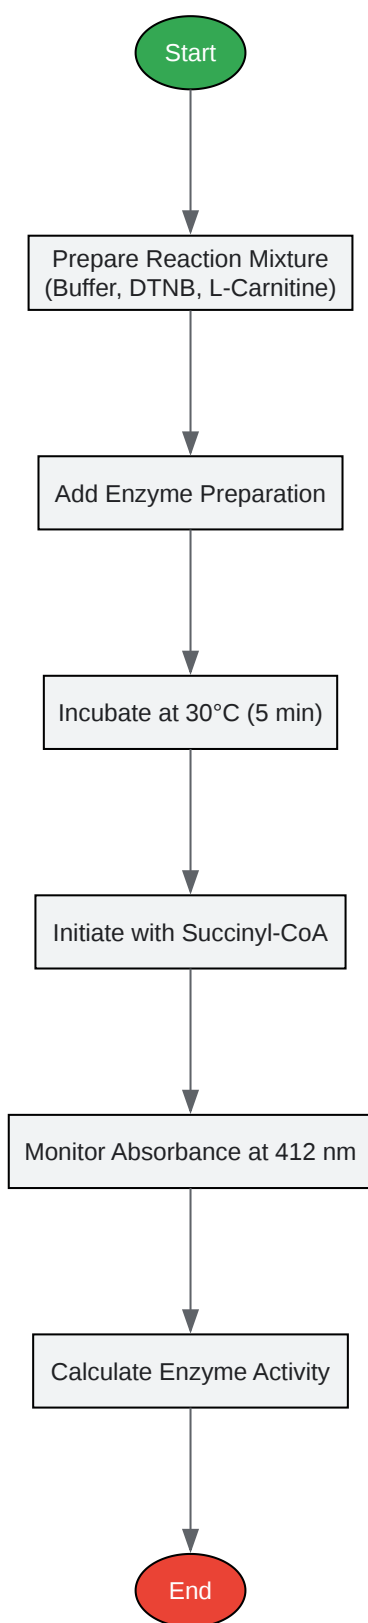 Start
Prepare Reaction Mixture
(Buffer, DTNB, L-Carnitine)
Add Enzyme Preparation
Incubate at 30°C (5 min)
Initiate with Succinyl-CoA
Monitor Absorbance at 412 nm
Calculate Enzyme Activity
End